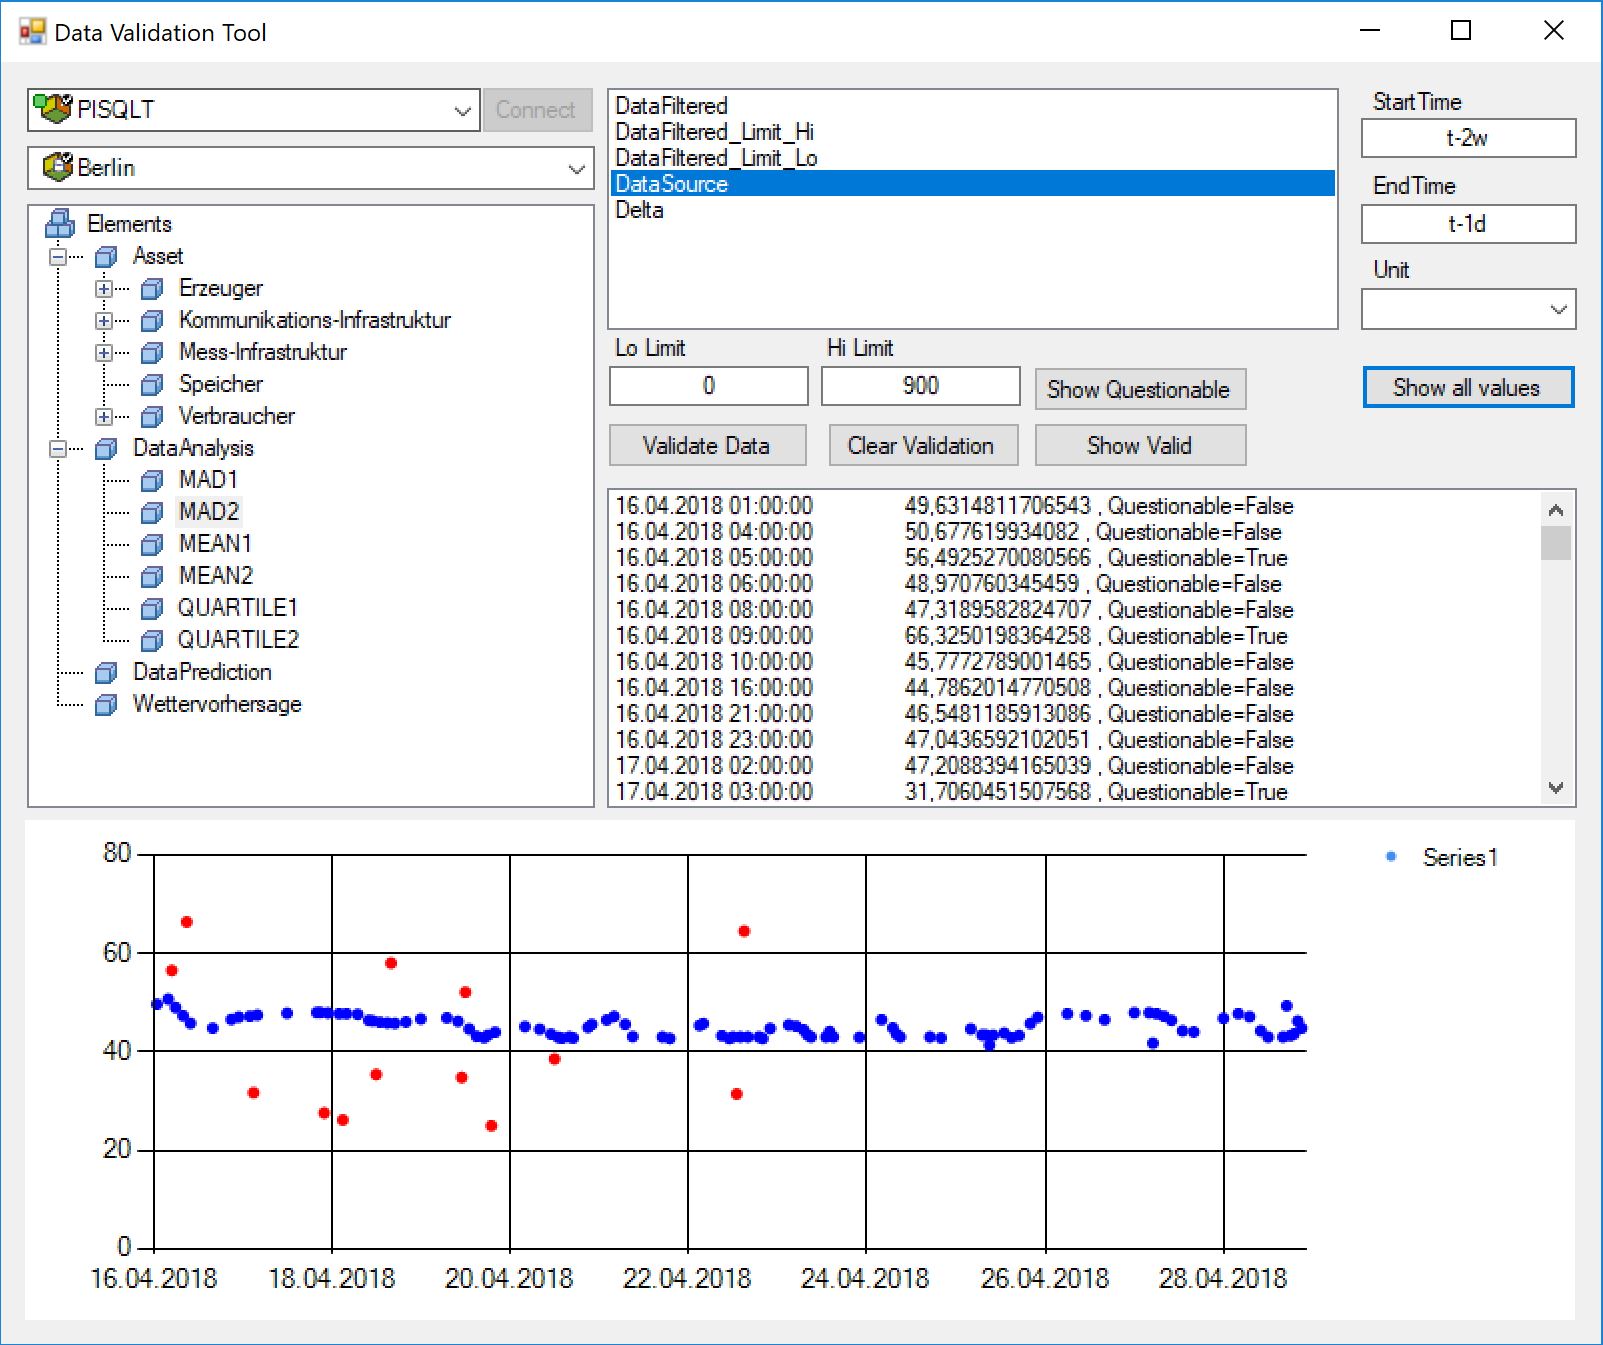 Data Validation Tool
PISQLT
Connect
Berlin
Elements
Asset
Erzeuger
Kommunikations-Infrastruktur
Mess-Infrastruktur
Speicher
Verbraucher
DataAnalysis
MAD1
MAD2
MEAN1
MEAN2
QUARTILE1
QUARTILE2
DataPrediction
Wettervorhersage
DataFiltered
DataFiltered_Limit_Hi
DataFiltered_Limit_Lo
DataSource
Delta
StartTime
t-2w
EndTime
t-1d
Unit
Lo Limit
Hi Limit
0
900
Show Questionable
Show all values
Validate Data
Clear Validation
Show Valid
16.04.2018 01:00:00 49,6314811706543 , Questionable=False
16.04.2018 04:00:00 50,677619934082 , Questionable=False
16.04.2018 05:00:00 56,4925270080566 , Questionable=True
16.04.2018 06:00:00 48,970760345459 , Questionable=False
16.04.2018 08:00:00 47,3189582824707 , Questionable=False
16.04.2018 09:00:00 66,3250198364258 , Questionable=True
16.04.2018 10:00:00 45,7772789001465 , Questionable=False
16.04.2018 16:00:00 44,7862014770508 , Questionable=False
16.04.2018 21:00:00 46,5481185913086 , Questionable=False
16.04.2018 23:00:00 47,0436592102051 , Questionable=False
17.04.2018 02:00:00 47,2088394165039 , Questionable=False
17.04.2018 03:00:00 31,7060451507568 , Questionable=True
80
60
40
20
0
16.04.2018
18.04.2018
20.04.2018
22.04.2018
24.04.2018
26.04.2018
28.04.2018
Series1